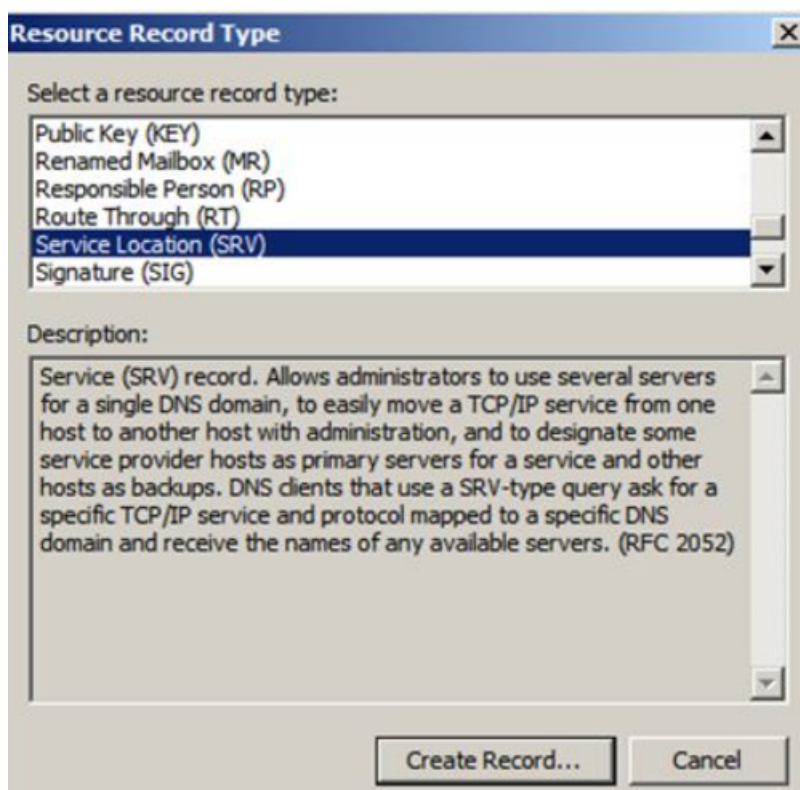 Resource Record Type
Select a resource record type:
Public Key (KEY)
Renamed Mailbox (MR)
Responsible Person (RP)
Route Through (RT)
Service Location (SRV)
Signature (SIG)
Description:
Service (SRV) record. Allows administrators to use several servers
for a single DNS domain, to easily move a TCP/IP service from one
host to another host with administration, and to designate some
service provider hosts as primary servers for a service and other
hosts as backups. DNS clients that use a SRV-type query ask for a
specific TCP/IP service and protocol mapped to a specific DNS
domain and receive the names of any available servers. (RFC 2052)
Create Record... Cancel